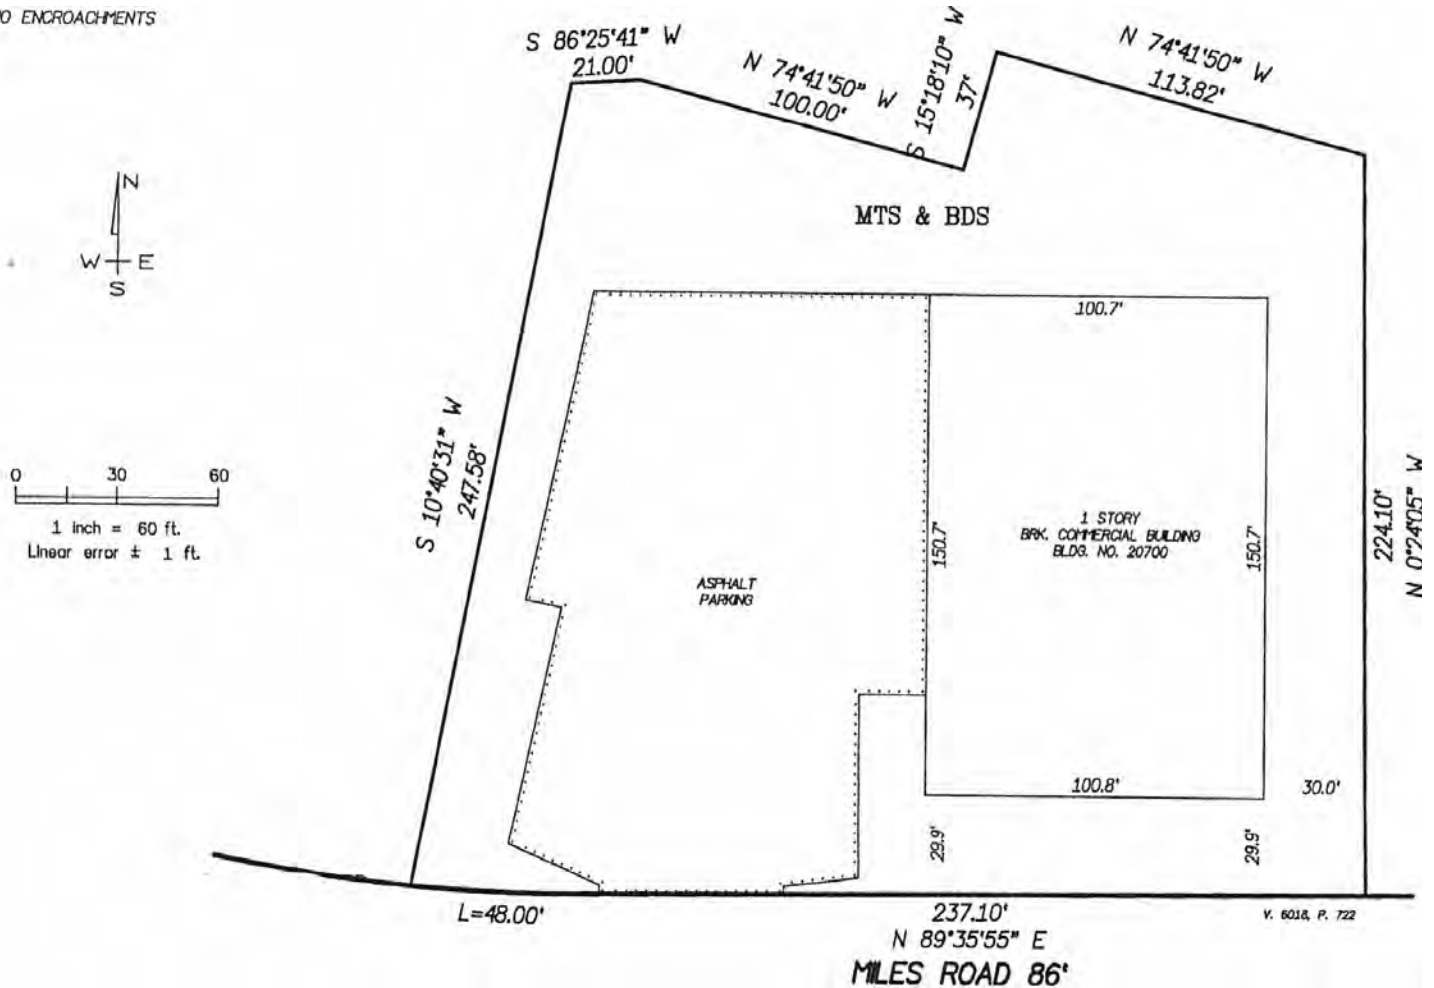 NO ENCROACHMENTS
S 86°25'41" W
21.00'
N 74°41'50" W
100.00'
S 15°18'10" W
37'
N 74°41'50" W
113.82'
N
W E
S
MTS & BDS
100.7'
S 10°40'31" W
247.58'
0 30 60
1 inch = 60 ft.
Linear error ± 1 ft.
150.7'
1 STORY
BRK. COMMERCIAL BUILDING
BLDG. NO. 20700
150.7'
224.10'
N 0°24'05" W
ASPHALT
PARKING
100.8'
30.0'
29.9'
29.9'
L=48.00'
237.10'
V. 6018, P. 722
N 89°35'55" E
MILES ROAD 86'